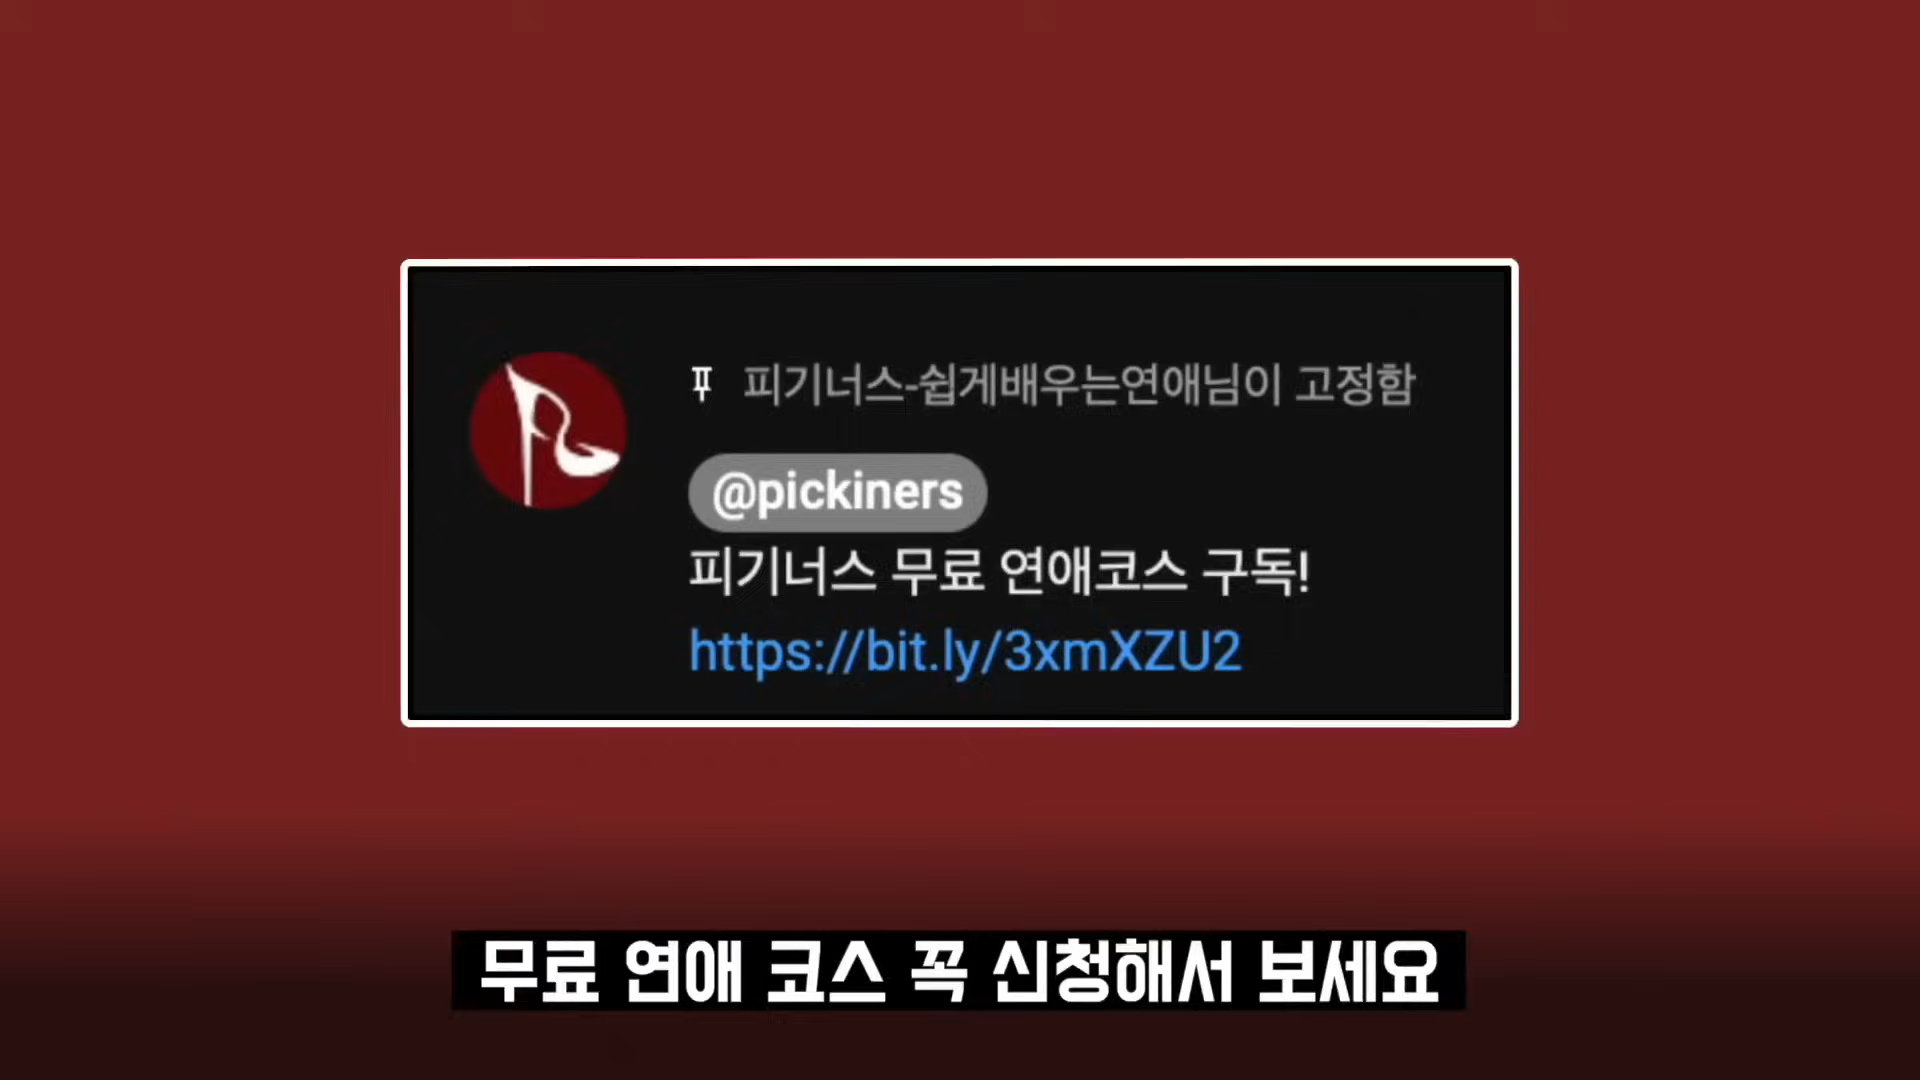 피기너스-쉽게배우는연애님이 고정함
@pickiners
피기너스 무료 연애코스 구독!
https://bit.ly/3xmXZU2
무료 연애 코스 꼭 신청해서 보세요